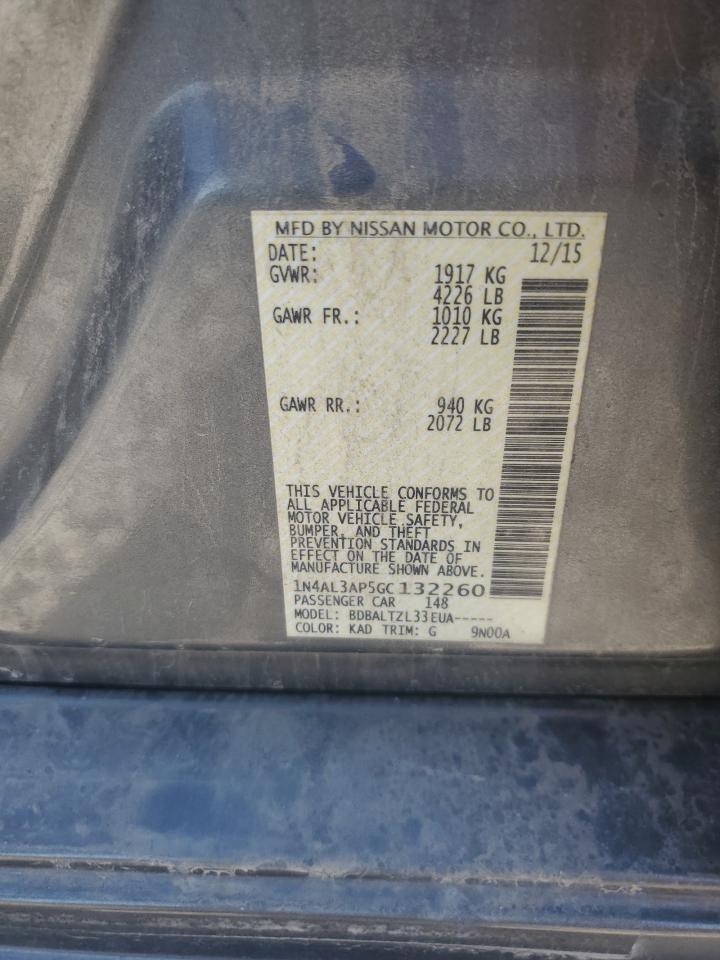 MFD BY NISSAN MOTOR CO., LTD.
DATE: 12/15
GVWR: 1917 KG
4226 LB
GAWR FR.: 1010 KG
2227 LB
GAWR RR.: 940 KG
2072 LB
THIS VEHICLE CONFORMS TO
ALL APPLICABLE FEDERAL
MOTOR VEHICLE SAFETY,
BUMPER, AND THEFT
PREVENTION STANDARDS IN
EFFECT ON THE DATE OF
MANUFACTURE SHOWN ABOVE.
1N4AL3AP5GC132260
PASSENGER CAR 148
MODEL: BDBALTZL33EUA-----
COLOR: KAD TRIM: G 9N00A